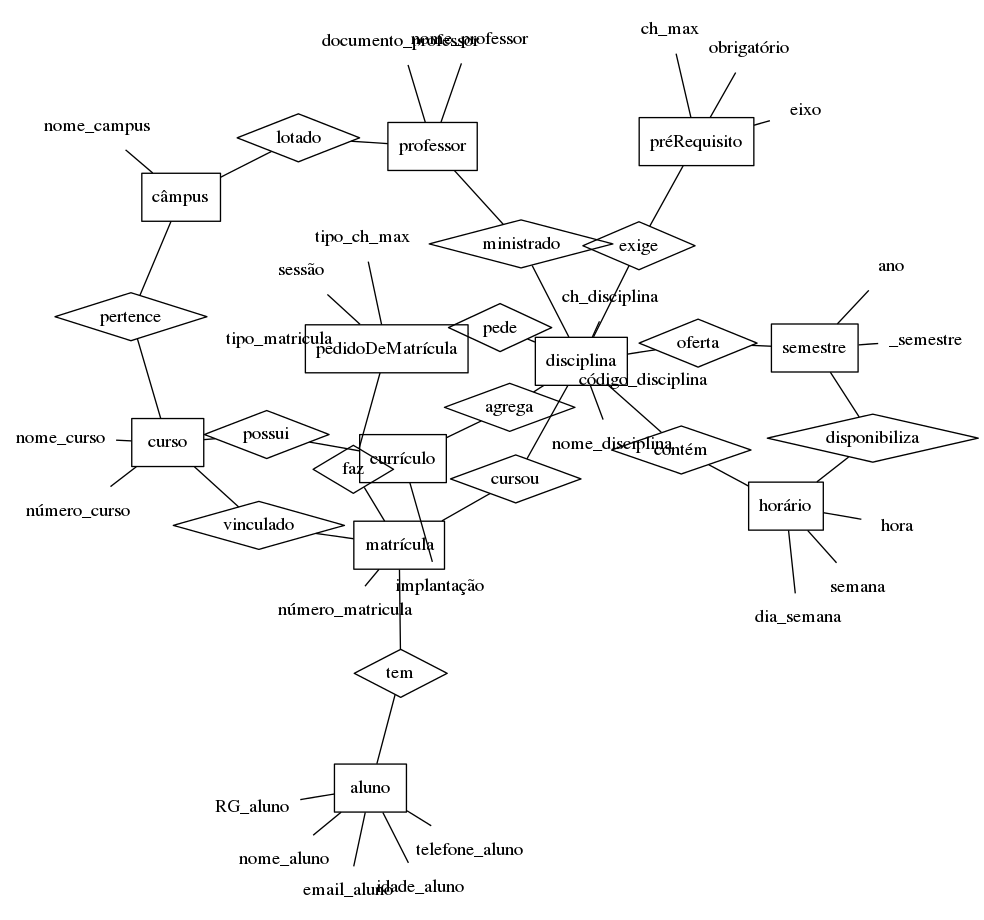 ch_max
documento_professor
nome_professor
obrigatório
eixo
nome_campus
lotado
professor
préRequisito
câmpus
tipo_ch_max
ministrado
exige
sessão
ano
ch_disciplina
pertence
pede
tipo_matricula
pedidoDeMatrícula
oferta
semestre
_semestre
disciplina
código_disciplina
agrega
nome_curso
curso
possui
nome_disciplina
contém
disponibiliza
currículo
faz
cursou
número_curso
horário
vinculado
hora
matrícula
implantação
semana
número_matricula
dia_semana
tem
aluno
RG_aluno
telefone_aluno
nome_aluno
email_aluno
idade_aluno